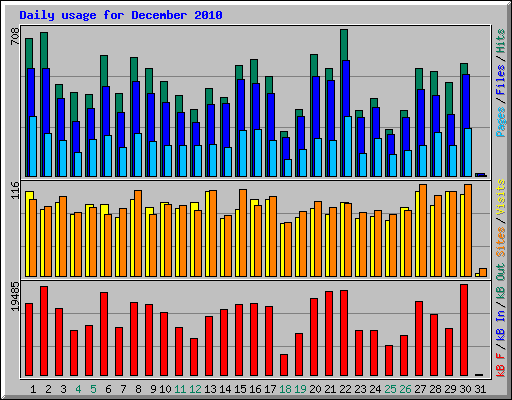 Daily usage for December 2010
708
116
19485
Pages / Files / Hits
Sites / Visits
kB F / kB In / kB Out
1 2 3 4 5 6 7 8 9 10 11 12 13 14 15 16 17 18 19 20 21 22 23 24 25 26 27 28 29 30 31